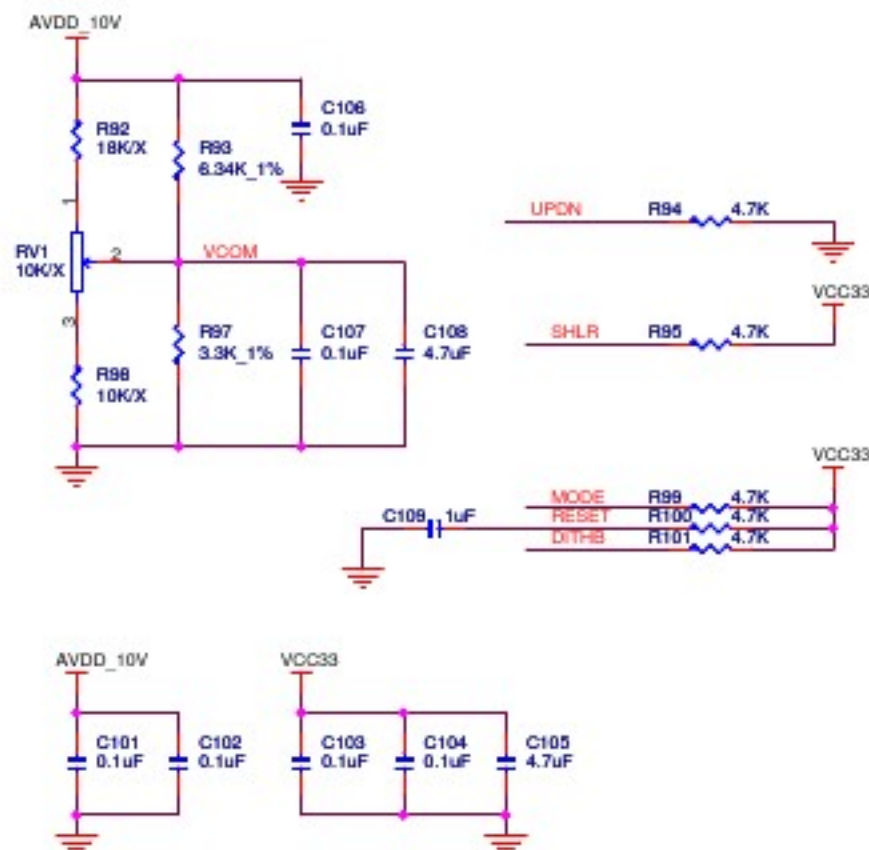 AVDD_10V
R92
18K/X
R93
6.34K_1%
C106
0.1uF
1
RV1
10K/X
2
VCOM
3
R97
3.3K_1%
C107
0.1uF
C108
4.7uF
R98
10K/X
UPDN
R94
4.7K
VCC33
SHLR
R95
4.7K
VCC33
MODE
R99
4.7K
C109
1uF
RESET
R100
4.7K
DITHB
R101
4.7K
AVDD_10V
C101
0.1uF
C102
0.1uF
VCC33
C103
0.1uF
C104
0.1uF
C105
4.7uF